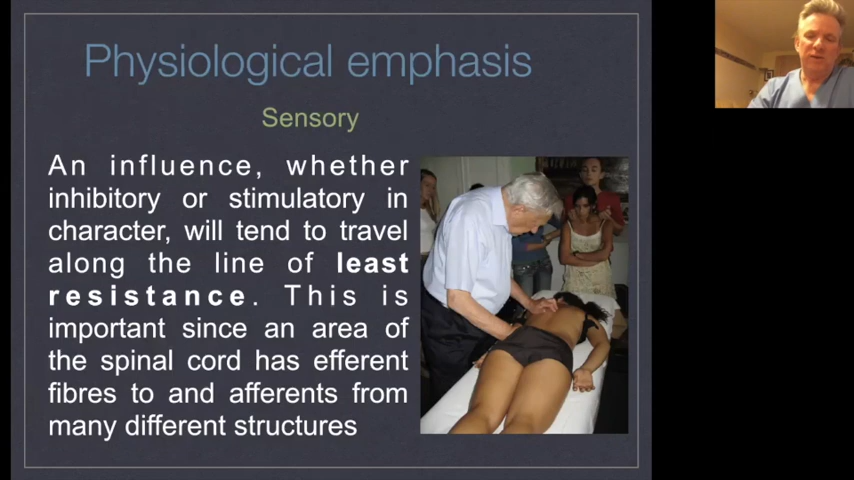 Physiological emphasis
Sensory
An influence, whether
inhibitory or stimulatory in
character, will tend to travel
along the line of least
resistance. This is
important since an area of
the spinal cord has efferent
fibres to and afferents from
many different structures